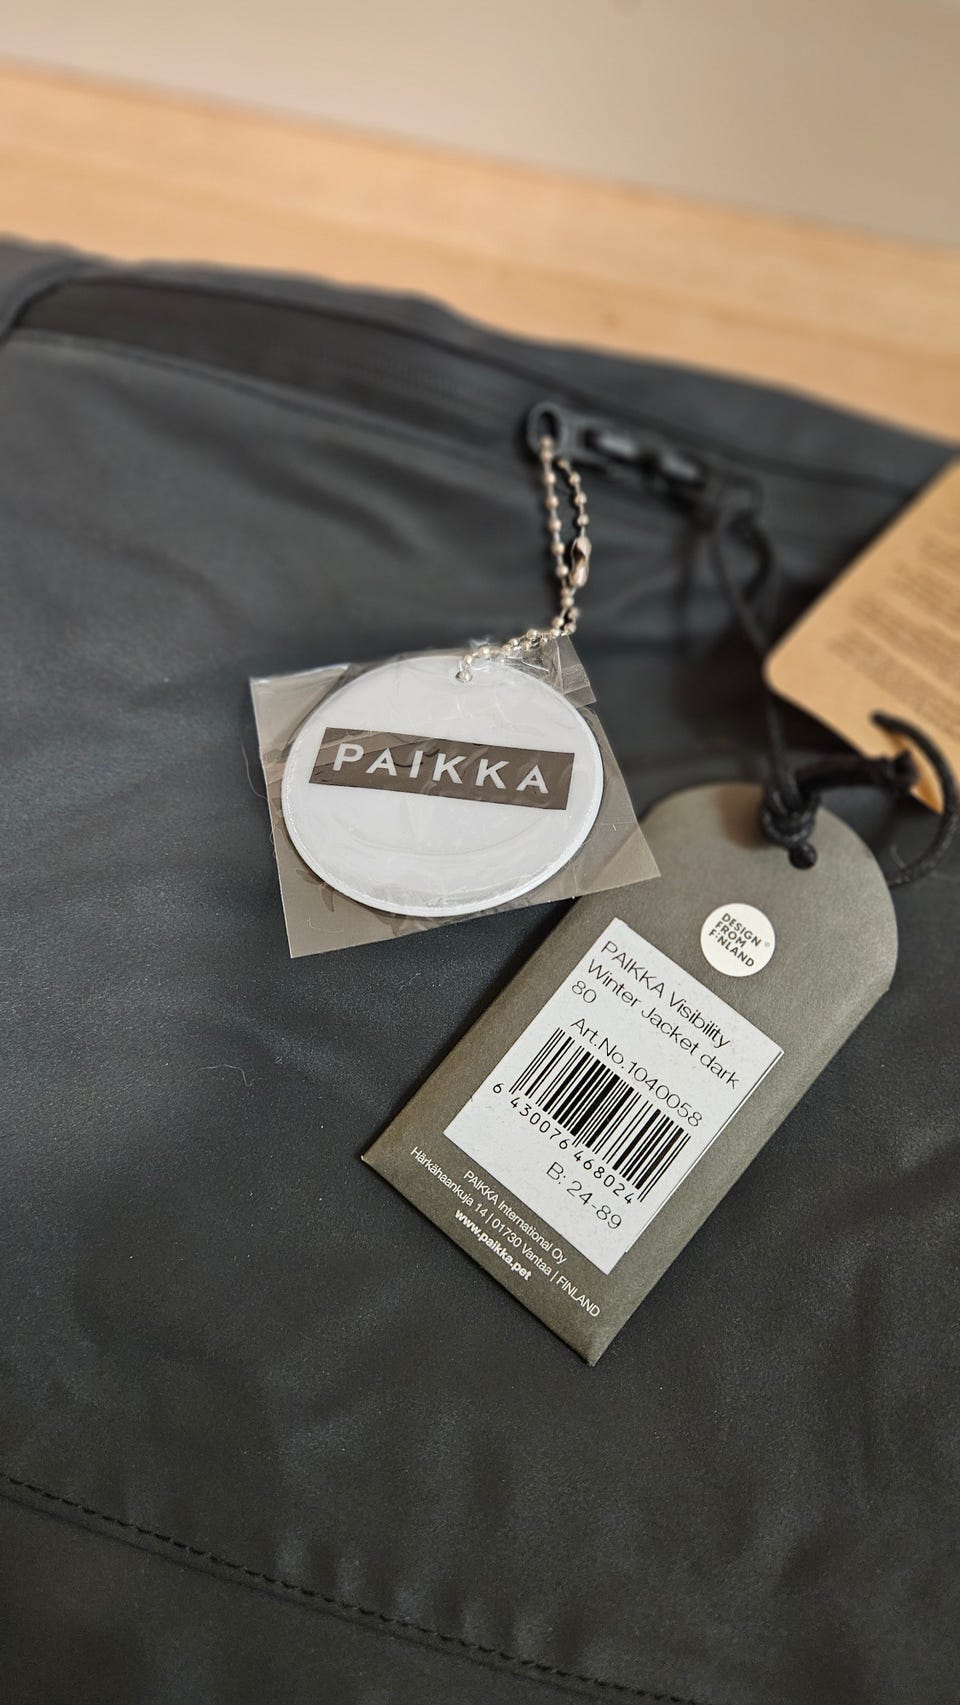 PAIKKA
DESIGN
FROM
FINLAND
PAIKKA Visibility
Winter Jacket dark
80
Art.No.1040058
6 430076 468024
B: 24-89
PAIKKA International Oy
Härkähaankuja 14 | 01730 Vantaa | FINLAND
www.paikka.pet